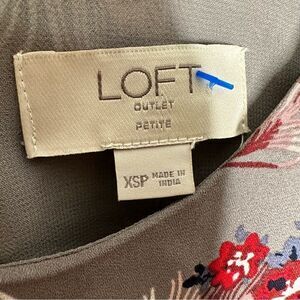 LOFT
OUTLET
PETITE
XSP MADE IN
INDIA